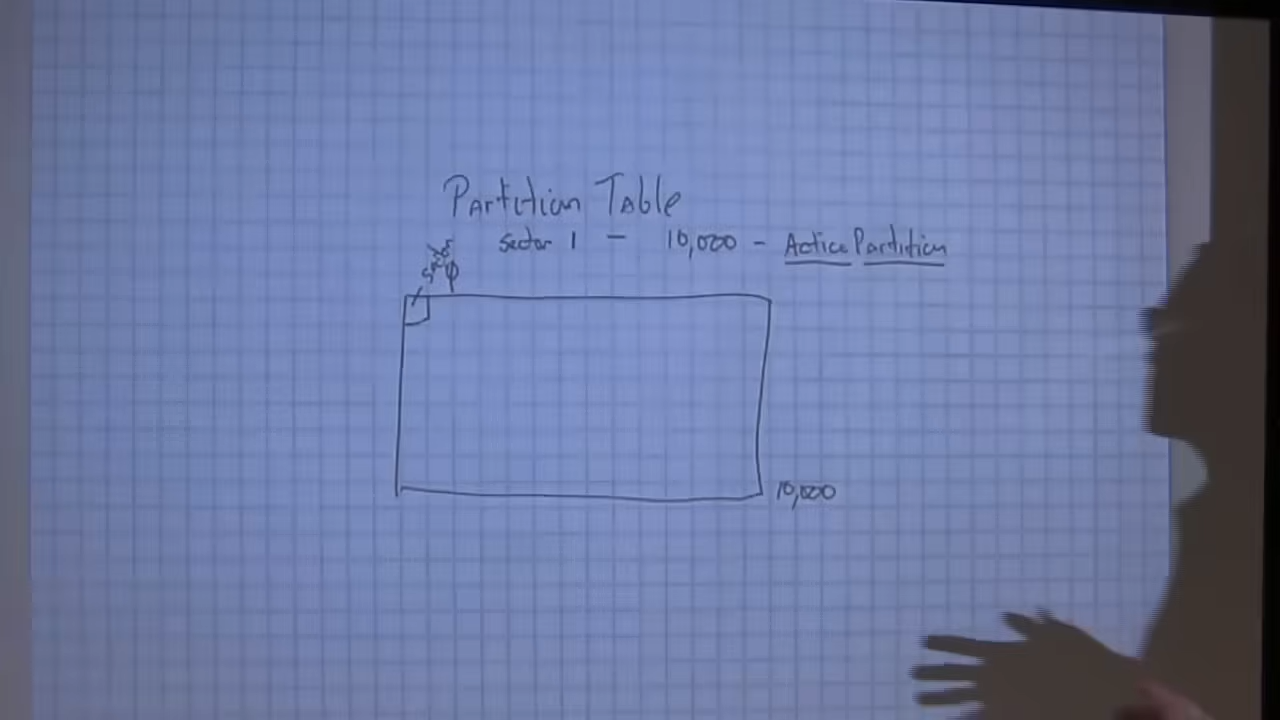 Partition Table
Sector 1 - 10,000 - Active Partition
10,000